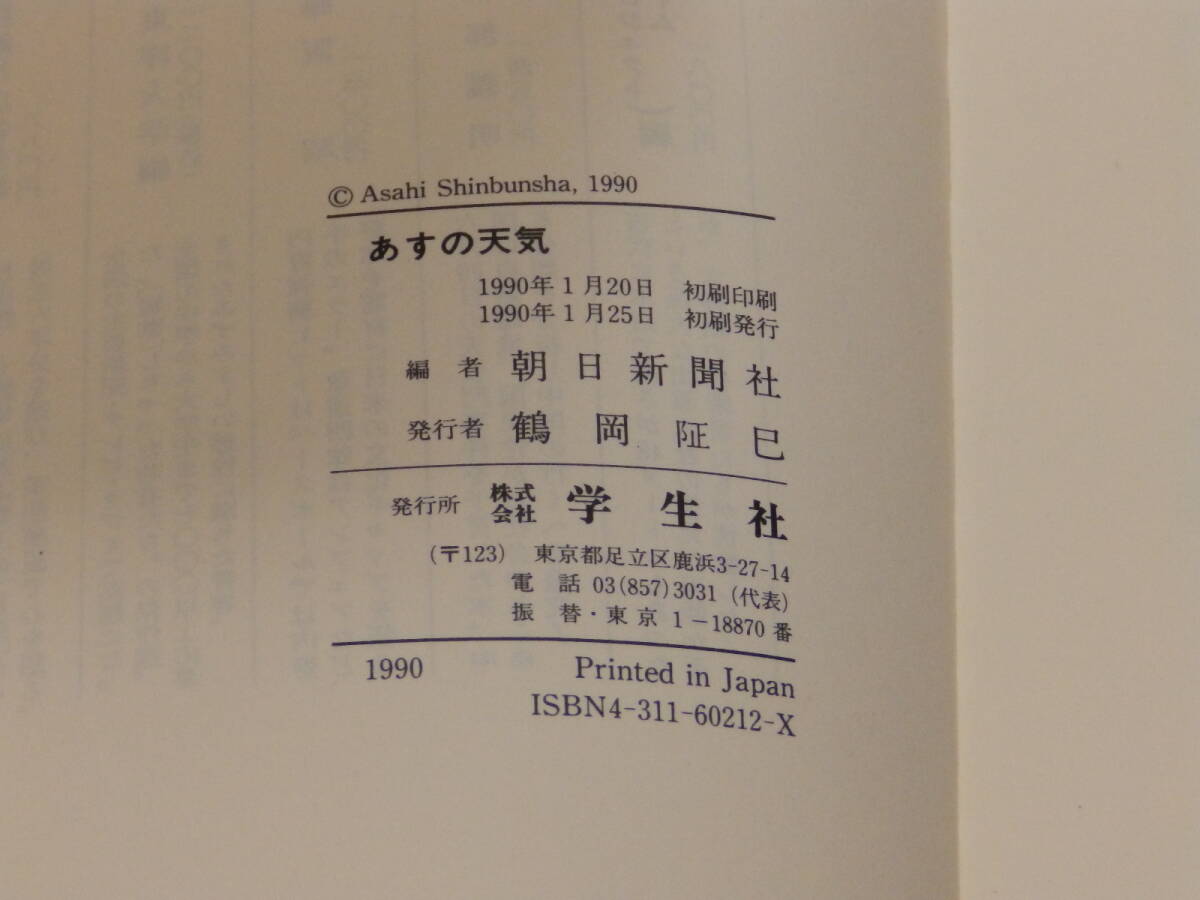 © Asahi Shinbunsha, 1990
あすの天気
1990年1月20日 初刷印刷
1990年1月25日 初刷発行
編者 朝日新聞社
発行者 鶴岡阷巳
発行所 株式会社 学生社
(〒123) 東京都足立区鹿浜3-27-14
電話 03(857)3031 (代表)
振替・東京1-18870番
1990 Printed in Japan
ISBN4-311-60212-X